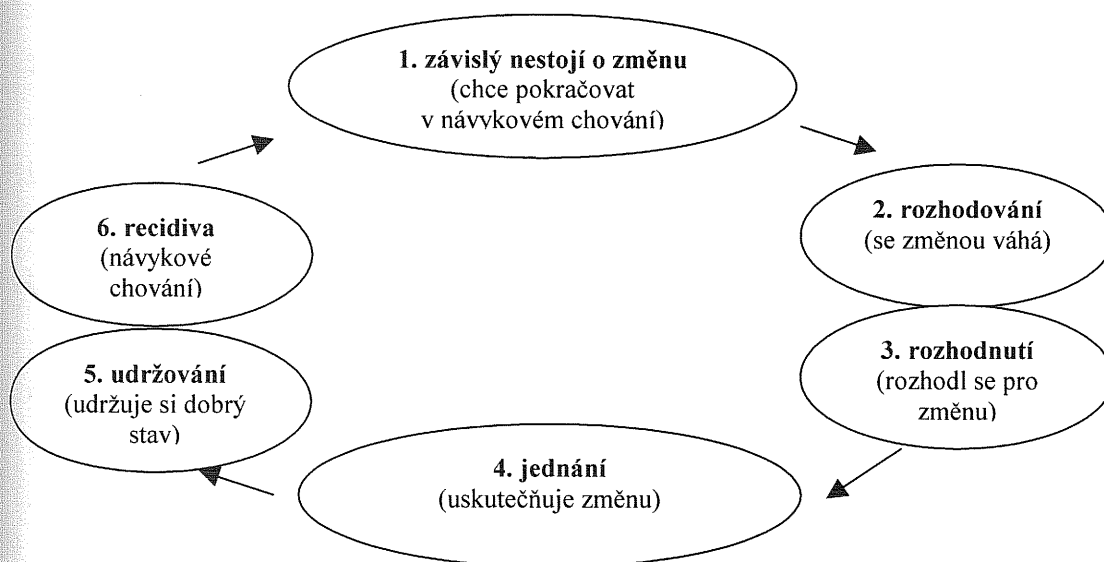 1. závislý nestojí o změnu
(chce pokračovat
v návykovém chování)
2. rozhodování
(se změnou váhá)
3. rozhodnutí
(rozhodl se pro
změnu)
4. jednání
(uskutečňuje změnu)
5. udržování
(udržuje si dobrý
stav)
6. recidiva
(návykové
chování)